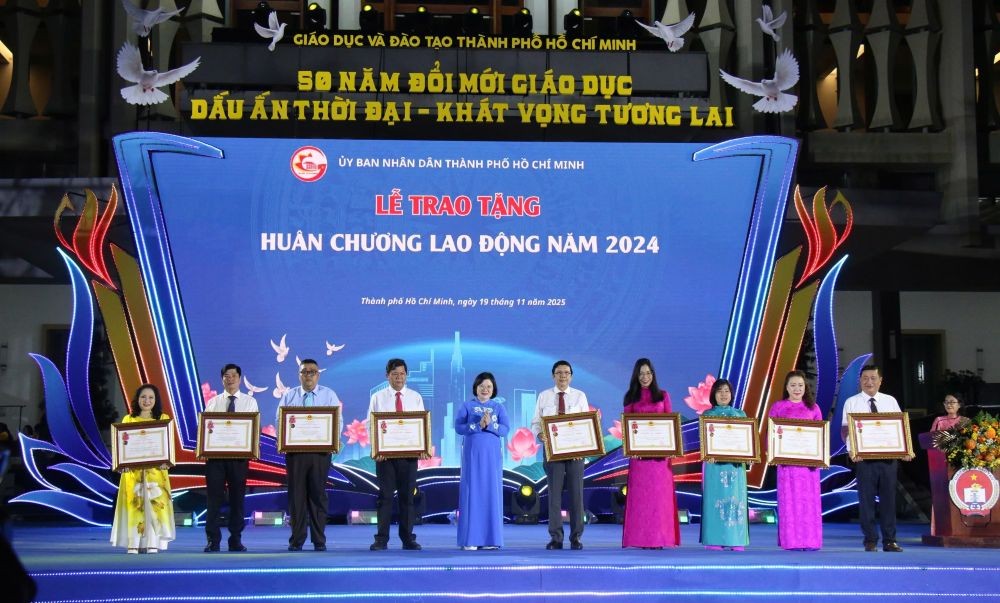 GIÁO DỤC VÀ ĐÀO TẠO THÀNH PHỐ HỒ CHÍ MINH
50 NĂM ĐỔI MỚI GIÁO DỤC
DẤU ẤN THỜI ĐẠI - KHÁT VỌNG TƯƠNG LAI
ỦY BAN NHÂN DÂN THÀNH PHỐ HỒ CHÍ MINH
LỄ TRAO TẶNG
HUÂN CHƯƠNG LAO ĐỘNG NĂM 2024
Thành phố Hồ Chí Minh, ngày 19 tháng 11 năm 2025